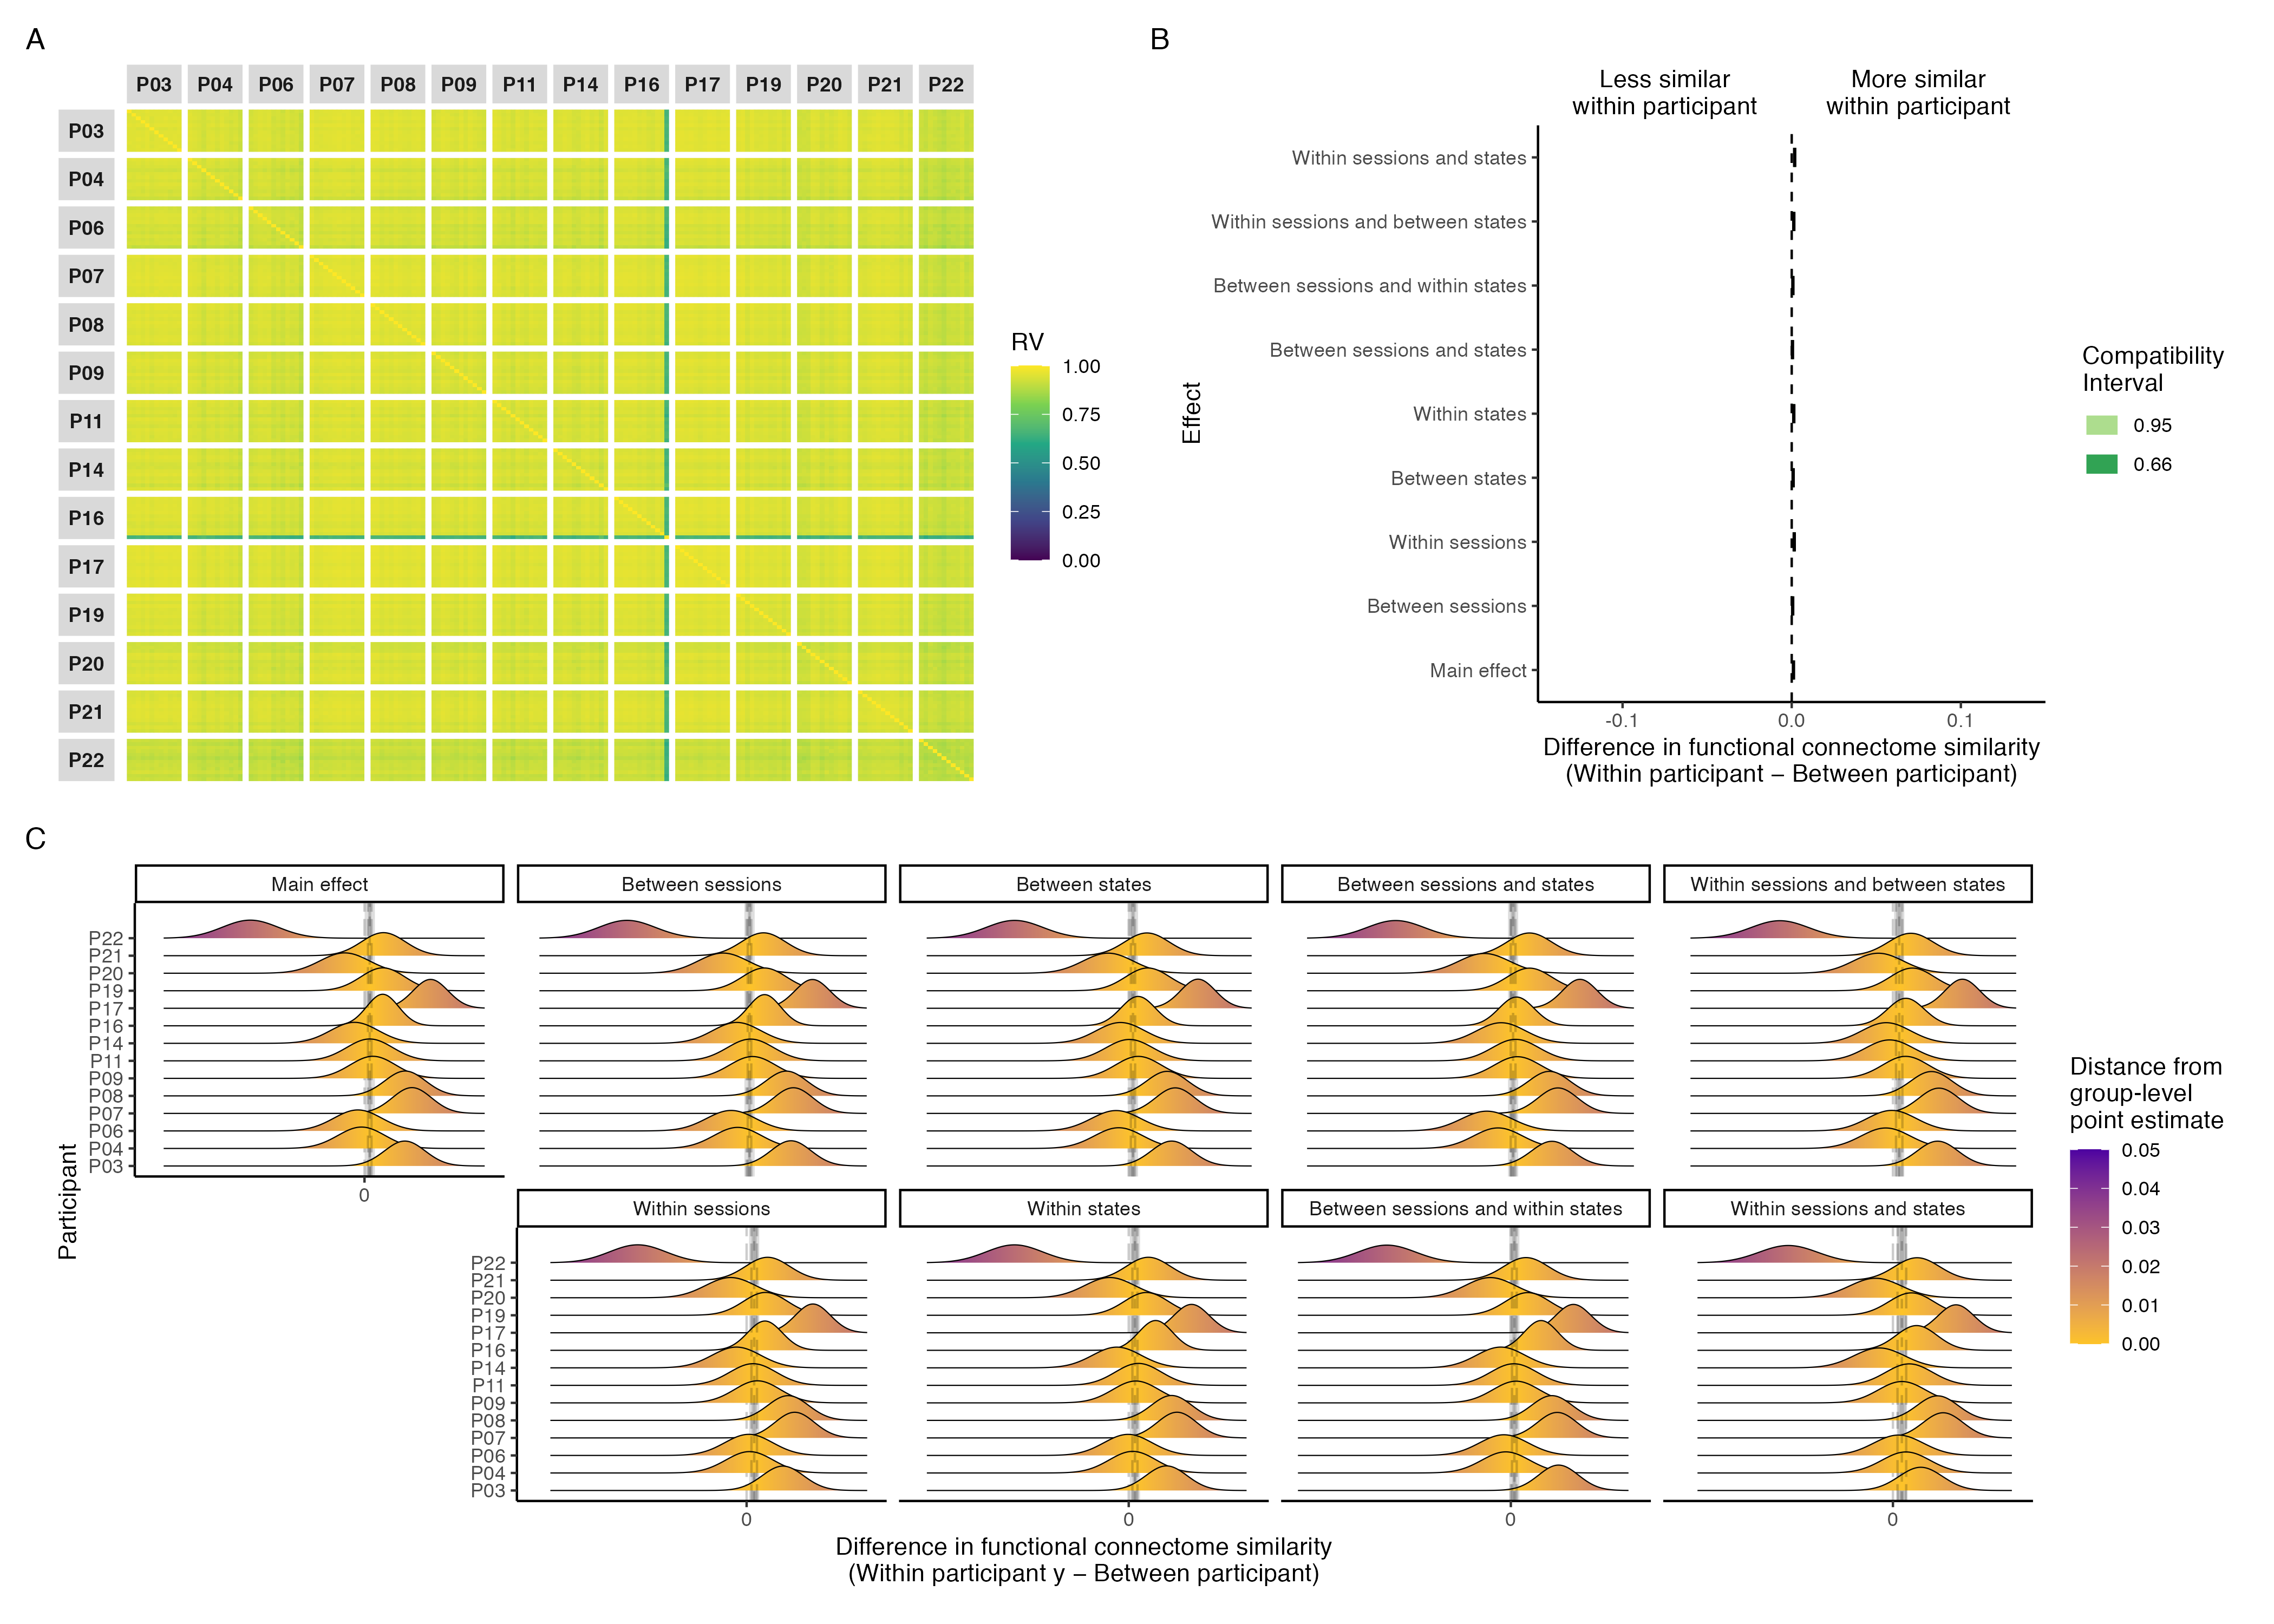 A
P03 P04 P06 P07 P08 P09 P11 P14 P16 P17 P19 P20 P21 P22
P03
P04
P06
P07
P08
P09
P11
P14
P16
P17
P19
P20
P21
P22
RV
1.00
0.75
0.50
0.25
0.00
B
Less similar
within participant
More similar
within participant
Effect
Within sessions and states
Within sessions and between states
Between sessions and within states
Between sessions and states
Within states
Between states
Within sessions
Between sessions
Main effect
-0.1 0.0 0.1
Difference in functional connectome similarity
(Within participant – Between participant)
Compatibility
Interval
0.95
0.66
C
Participant
Main effect Between sessions Between states Between sessions and states Within sessions and between states
P22
P21
P20
P19
P17
P16
P14
P11
P09
P08
P07
P06
P04
P03
0
Within sessions Within states Between sessions and within states Within sessions and states
P22
P21
P20
P19
P17
P16
P14
P11
P09
P08
P07
P06
P04
P03
0 0 0 0
Difference in functional connectome similarity
(Within participant y – Between participant)
Distance from
group-level
point estimate
0.05
0.04
0.03
0.02
0.01
0.00